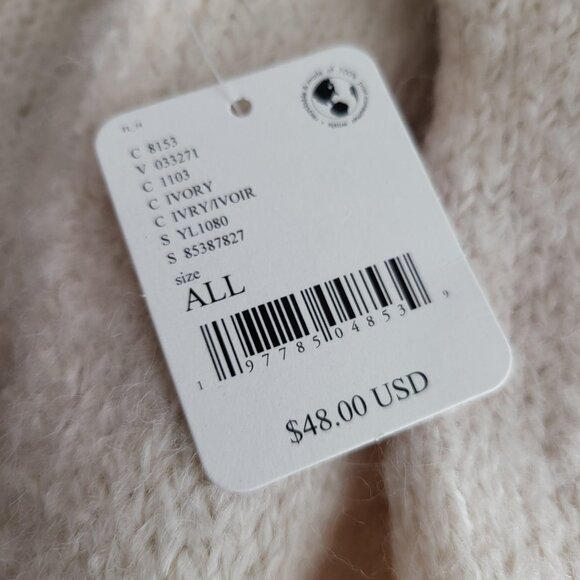 C 8153
V 033271
C 1103
C IVORY
C IVRY/IVOIR
S YL1080
S 85387827
size
ALL
1 97785 04853 9
$48.00 USD